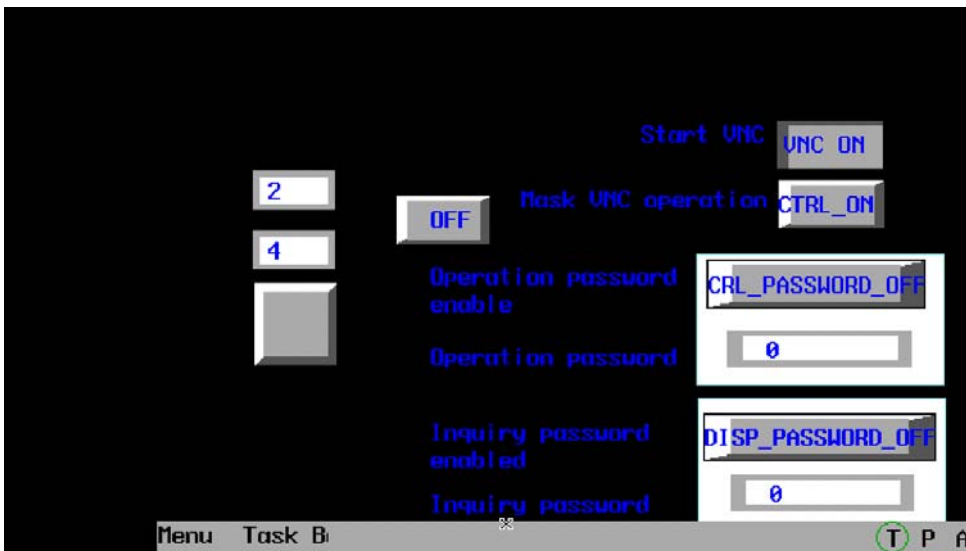 Start VNC
VNC ON
2
Mask VNC operation
CTRL_ON
OFF
4
Operation password
enable
CRL_PASSWORD_OFF
Operation password
0
Inquiry password
enabled
DISP_PASSWORD_OFF
Inquiry password
0
Menu Task
T P A